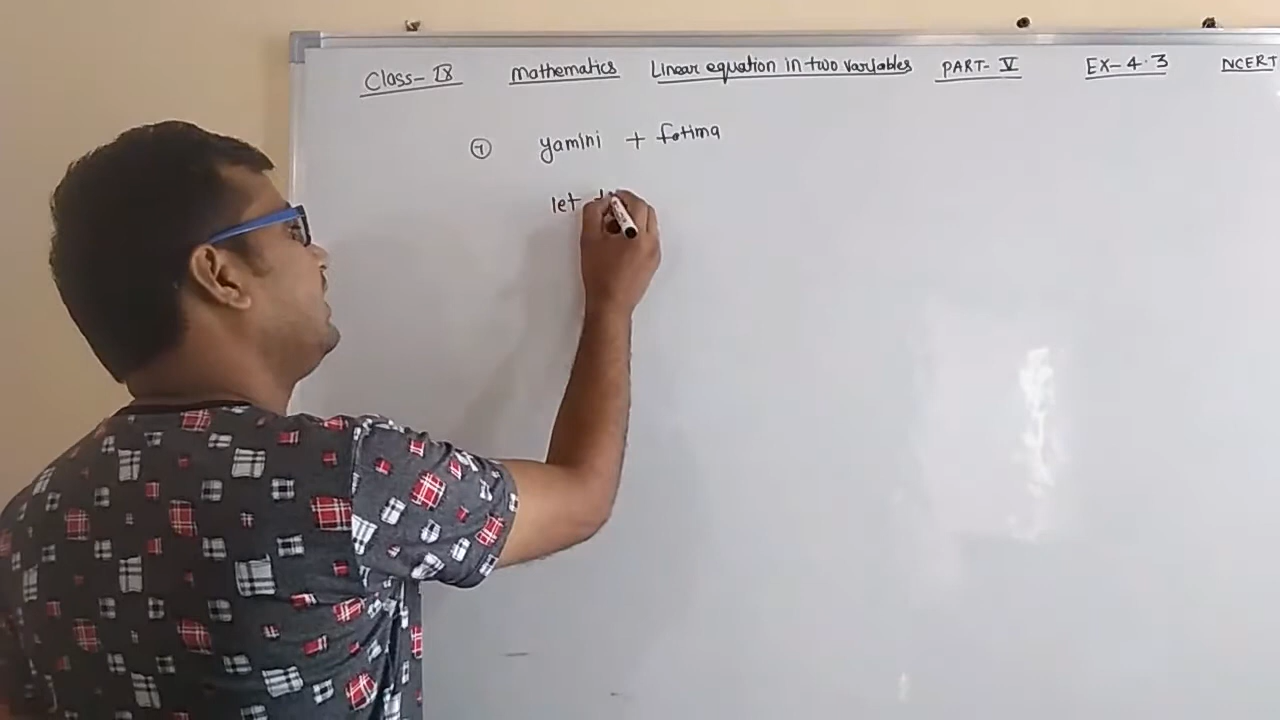 Class-IX Mathematics Linear equation in two variables PART-V EX-4.3 NCERT
⑦ yamini + fatima
let